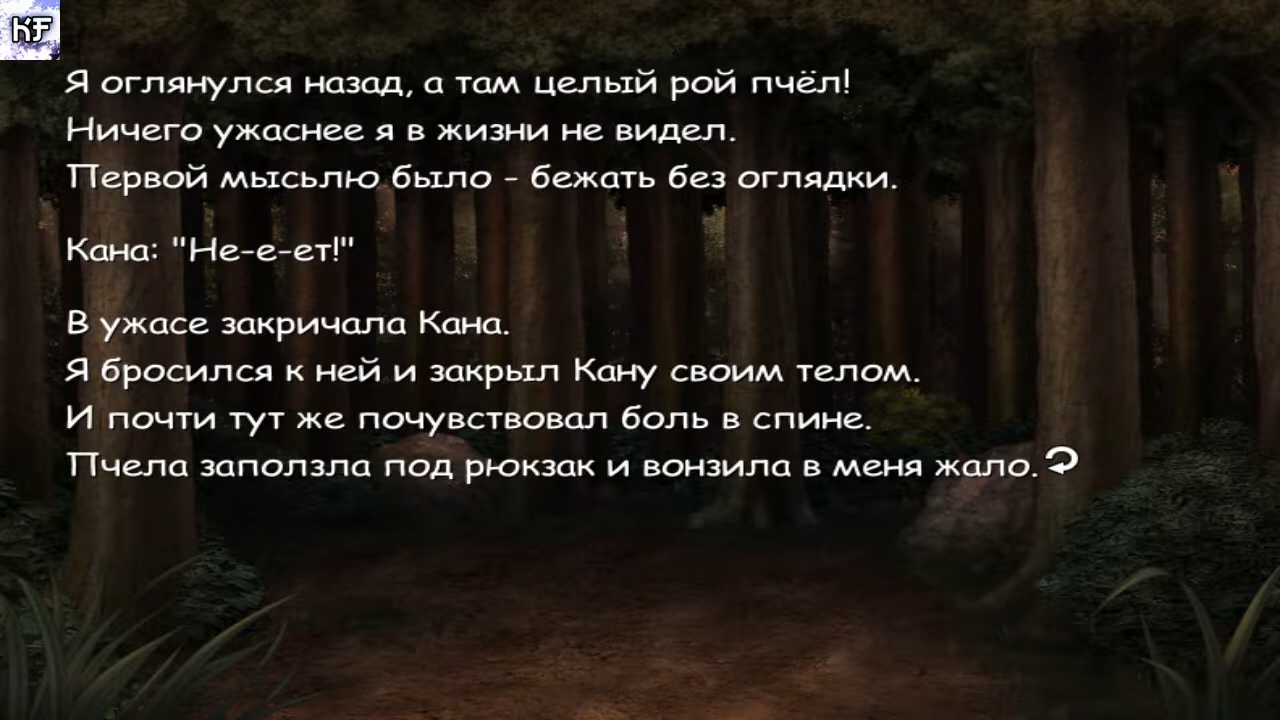 KF
Я оглянулся назад, а там целый рой пчёл!
Ничего ужаснее я в жизни не видел.
Первой мысьлю было - бежать без оглядки.
Кана: "Не-е-ет!"
В ужасе закричала Кана.
Я бросился к ней и закрыл Кану своим телом.
И почти тут же почувствовал боль в спине.
Пчела заползла под рюкзак и вонзила в меня жало.